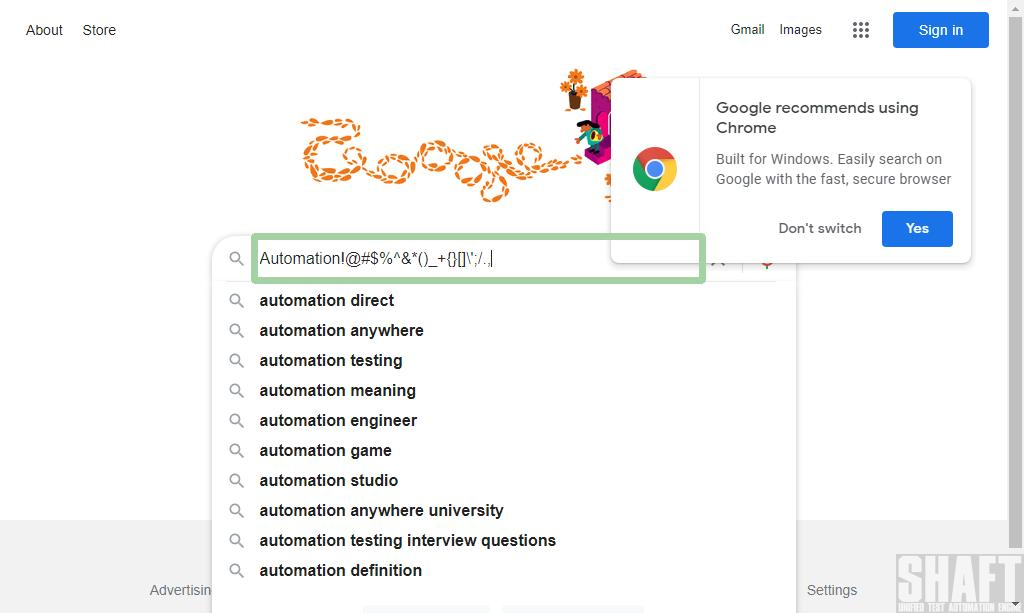 About Store Gmail Images Sign in
Google
Google recommends using
Chrome
Built for Windows. Easily search on
Google with the fast, secure browser
Don't switch Yes
Automation!@#$%^&*()_+{}[]\';/.,
automation direct
automation anywhere
automation testing
automation meaning
automation engineer
automation game
automation studio
automation anywhere university
automation testing interview questions
automation definition
Advertisin Settings
SHAFT
UNIFIED TEST AUTOMATION ENGI